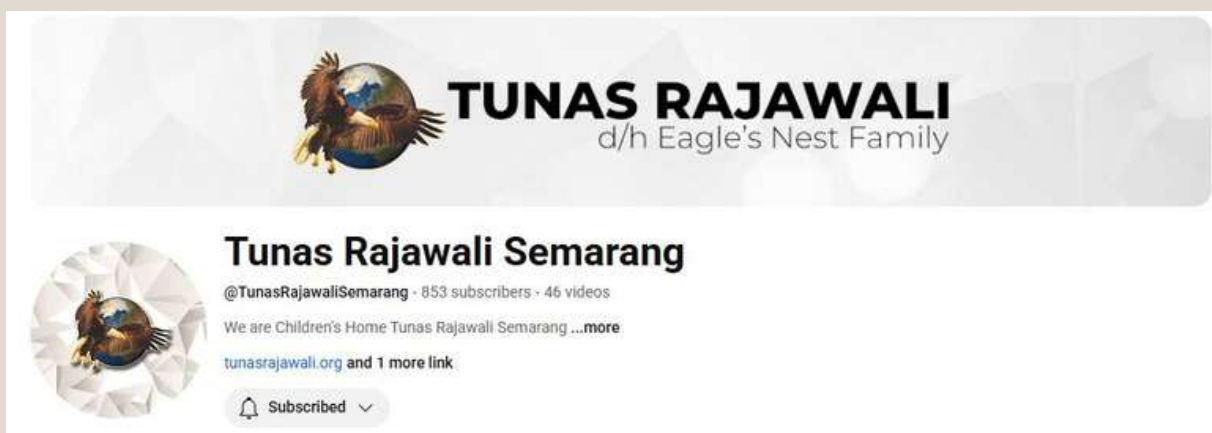 TUNAS RAJAWALI
d/h Eagle's Nest Family
Tunas Rajawali Semarang
@TunasRajawaliSemarang - 853 subscribers - 46 videos
We are Children's Home Tunas Rajawali Semarang ...more
tunasrajawali.org and 1 more link
Subscribed